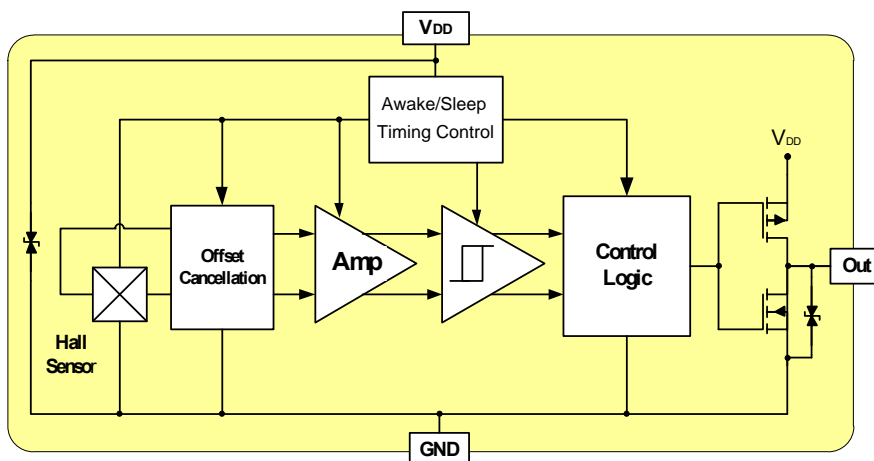 VDD
Awake/Sleep
Timing Control
VDD
Offset
Cancellation
Amp
Control
Logic
Out
Hall
Sensor
GND